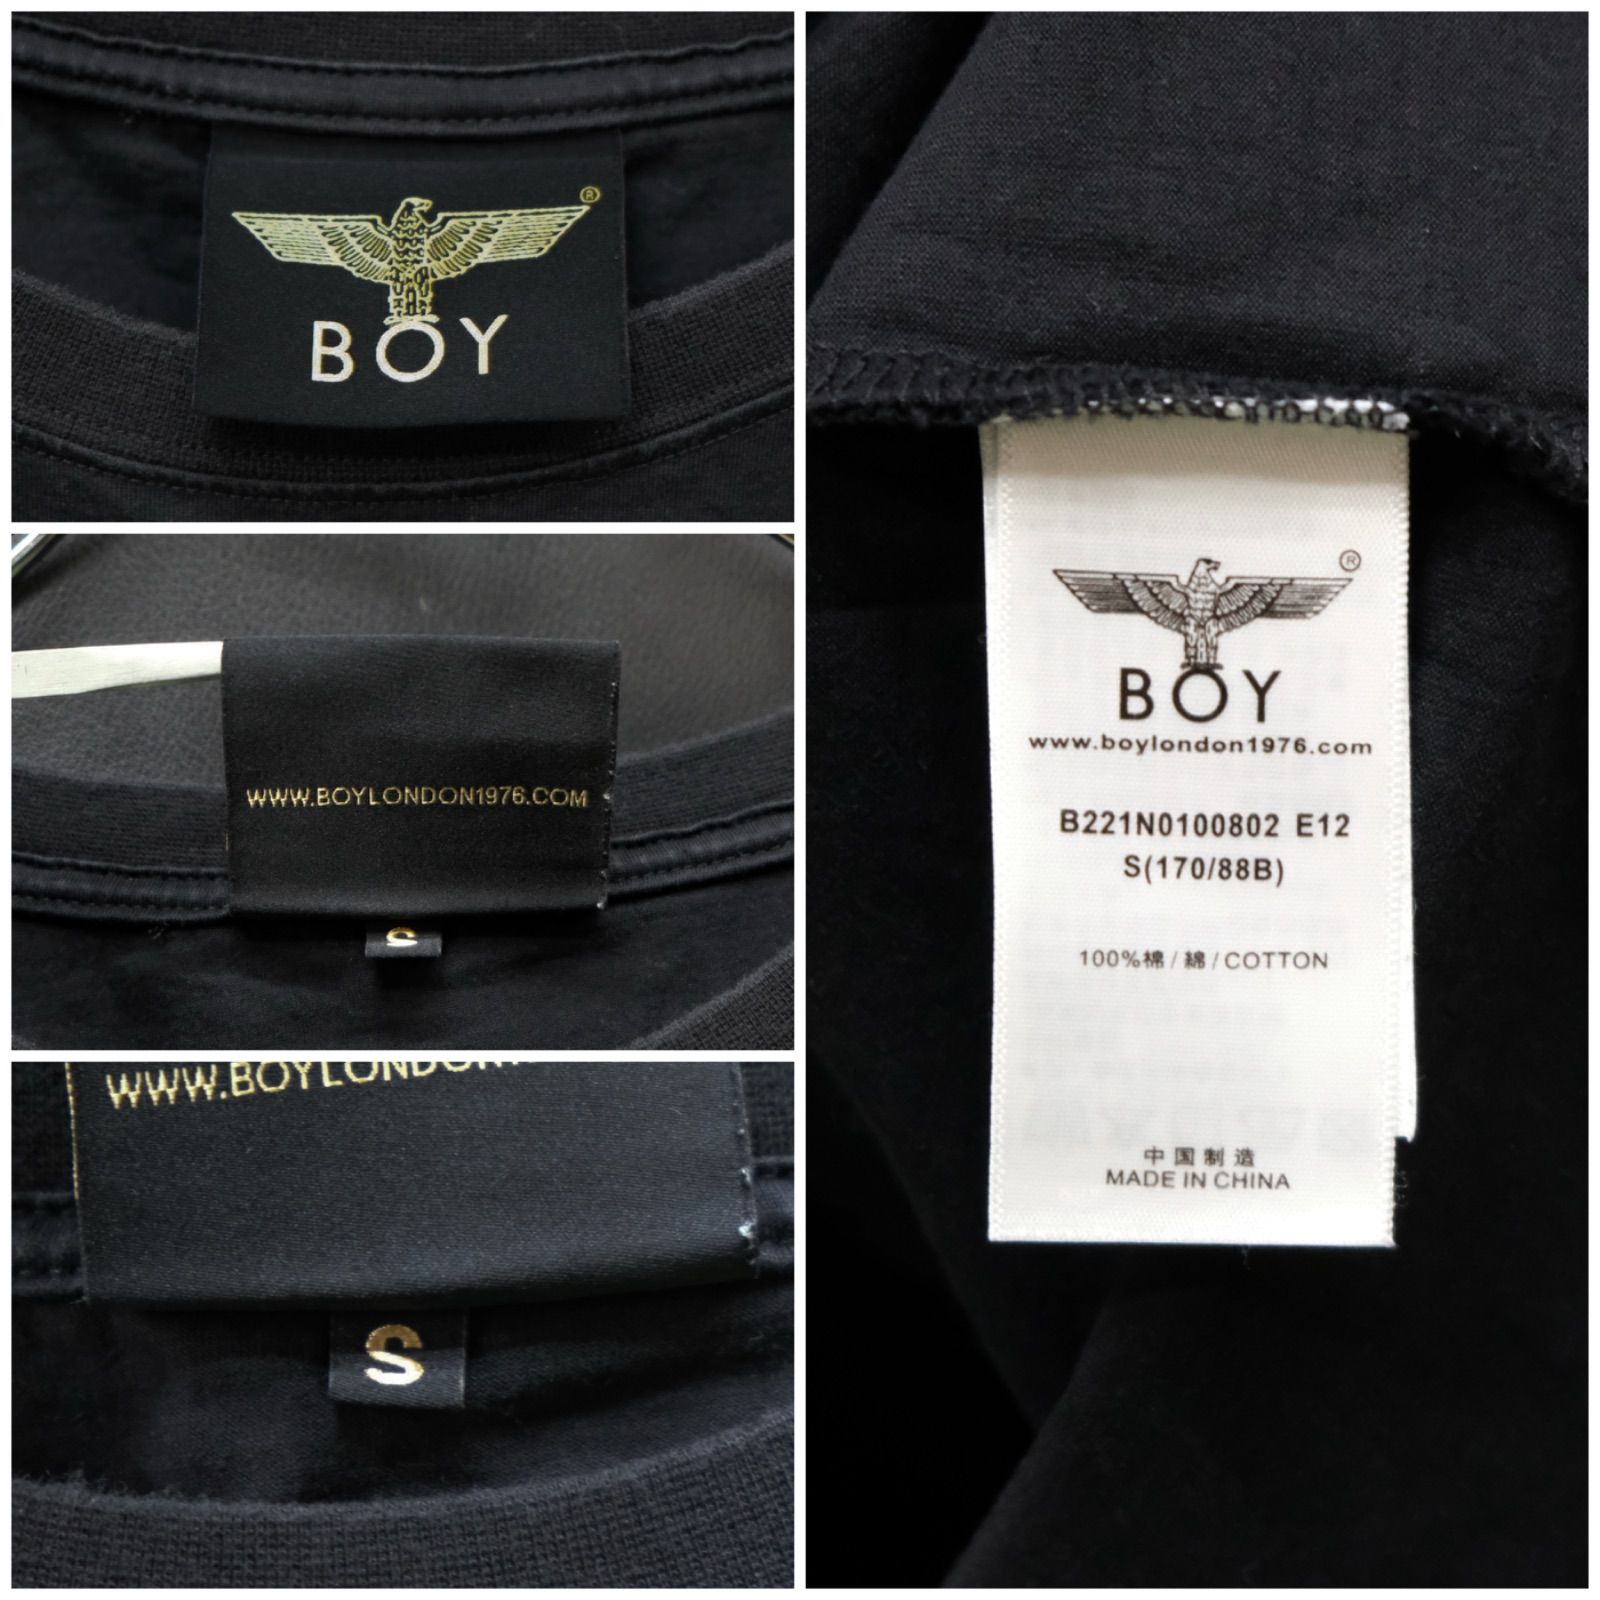 ®
BOY
WWW.BOYLONDON1976.COM
S
WWW.BOYLONDON
S
®
BOY
www.boylondon1976.com
B221N0100802 E12
S(170/88B)
100%棉/綿/COTTON
中国制造
MADE IN CHINA